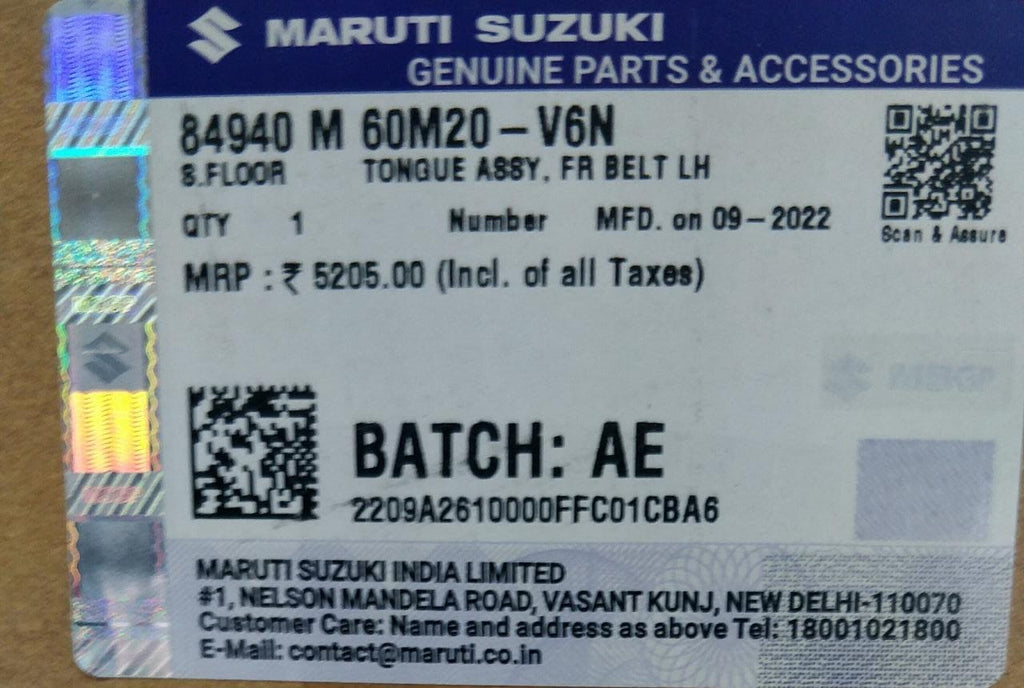 MARUTI SUZUKI
GENUINE PARTS & ACCESSORIES
84940 M 60M20-V6N
S.FLOOR TONGUE ASSY, FR BELT LH
QTY 1 Number MFD. on 09-2022
Scan & Assure
MRP : ₹ 5205.00 (Incl. of all Taxes)
MSGP
BATCH: AE
2209A2610000FFC01CBA6
MARUTI SUZUKI INDIA LIMITED
#1, NELSON MANDELA ROAD, VASANT KUNJ, NEW DELHI-110070
Customer Care: Name and address as above Tel: 18001021800
E-Mail: contact@maruti.co.in